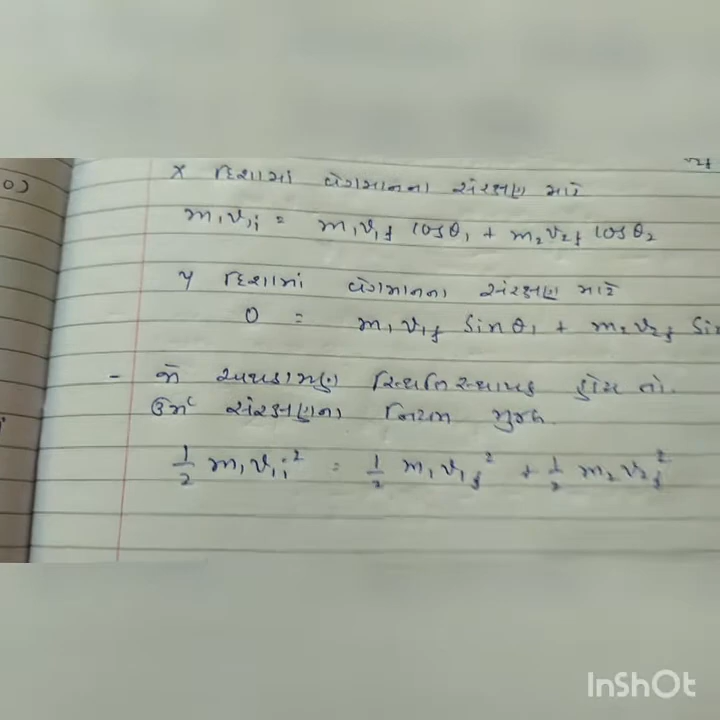 x દિશામાં વેગમાનના સંરક્ષણ માટે
m₁v₁ᵢ = m₁v₁f cosθ₁ + m₂v₂f cosθ₂
y દિશામાં વેગમાનના સંરક્ષણ માટે
0 = m₁v₁f sinθ₁ + m₂v₂f sin
- જો અથડામણ સ્થિતિસ્થાપક હોય તો.
ઉર્જા સંરક્ષણના નિયમ મુજબ
1/2 m₁v₁ᵢ² = 1/2 m₁v₁f² + 1/2 m₂v₂f²
InShOt